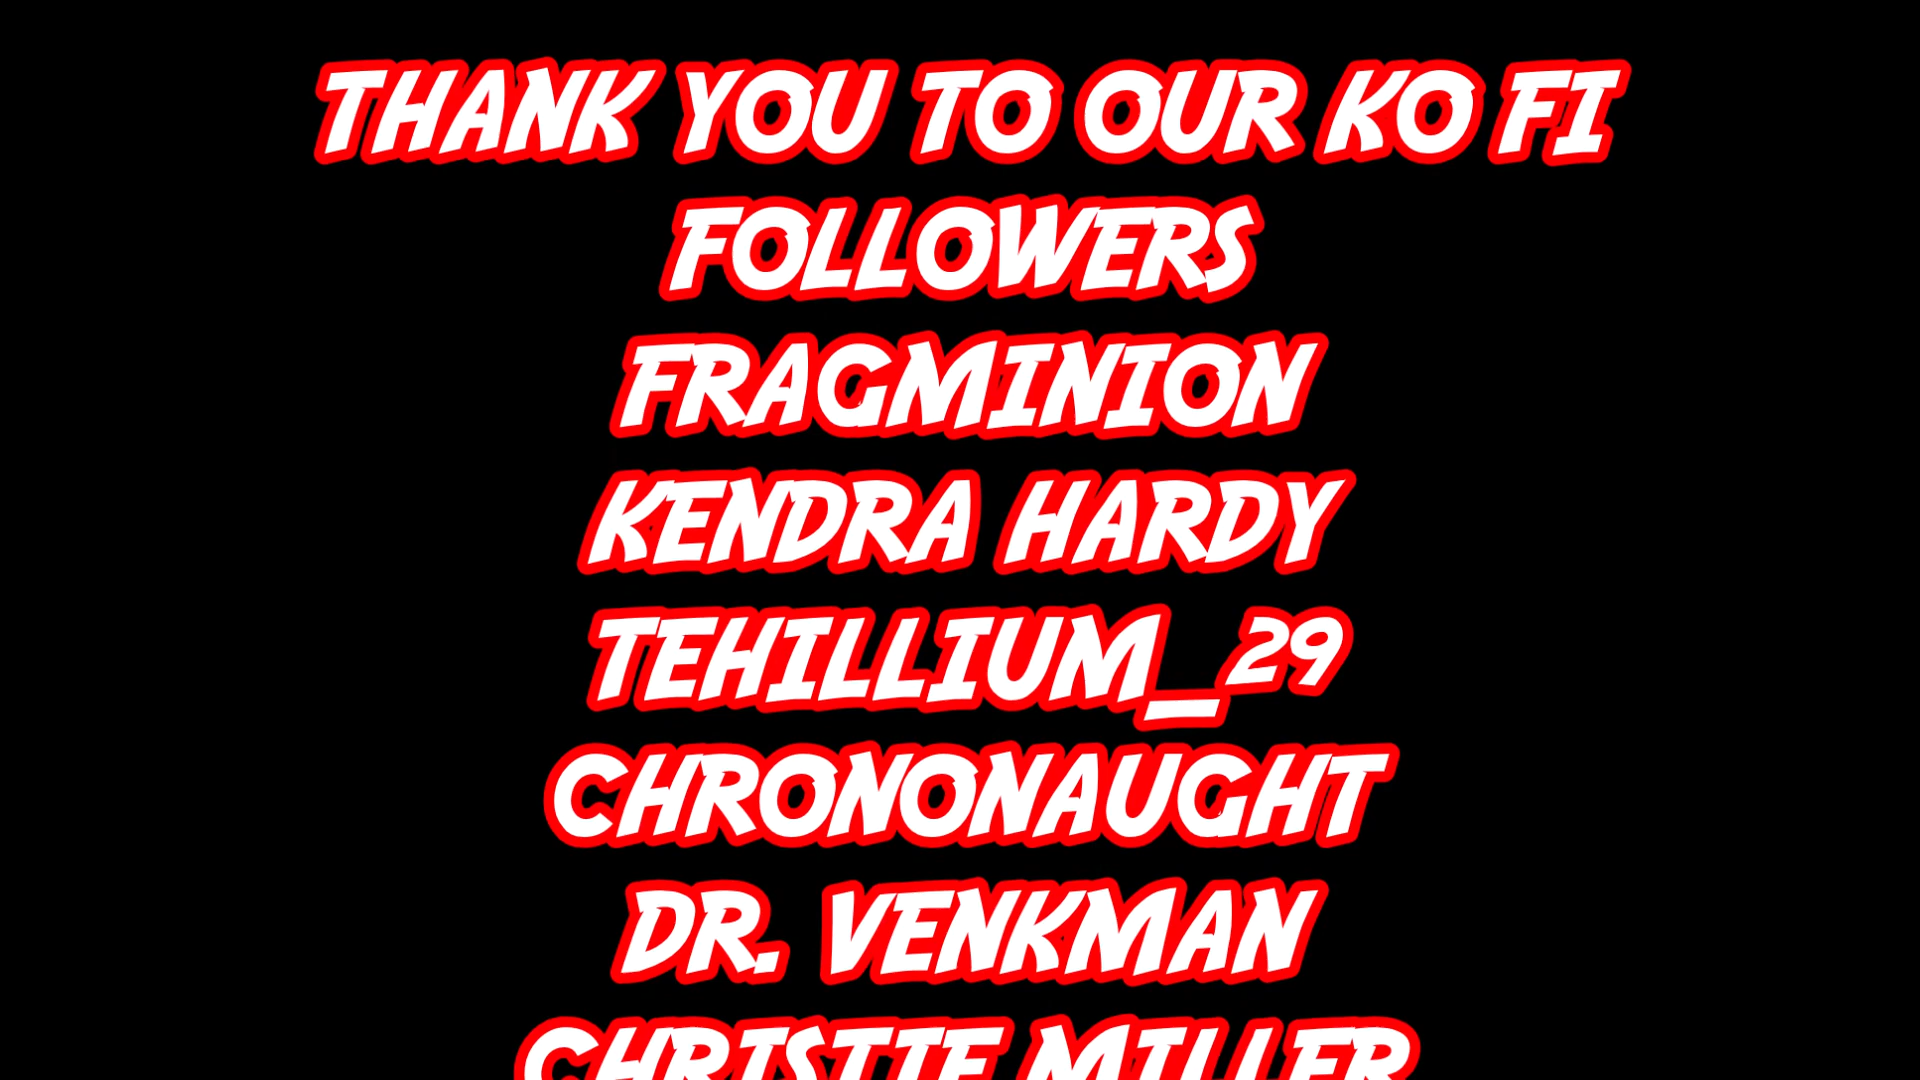 THANK YOU TO OUR KO FI
FOLLOWERS
FRAGMINION
KENDRA HARDY
TEHILLIUM_29
CHRONONAUGHT
DR. VENKMAN
CHRISTIE MILLER